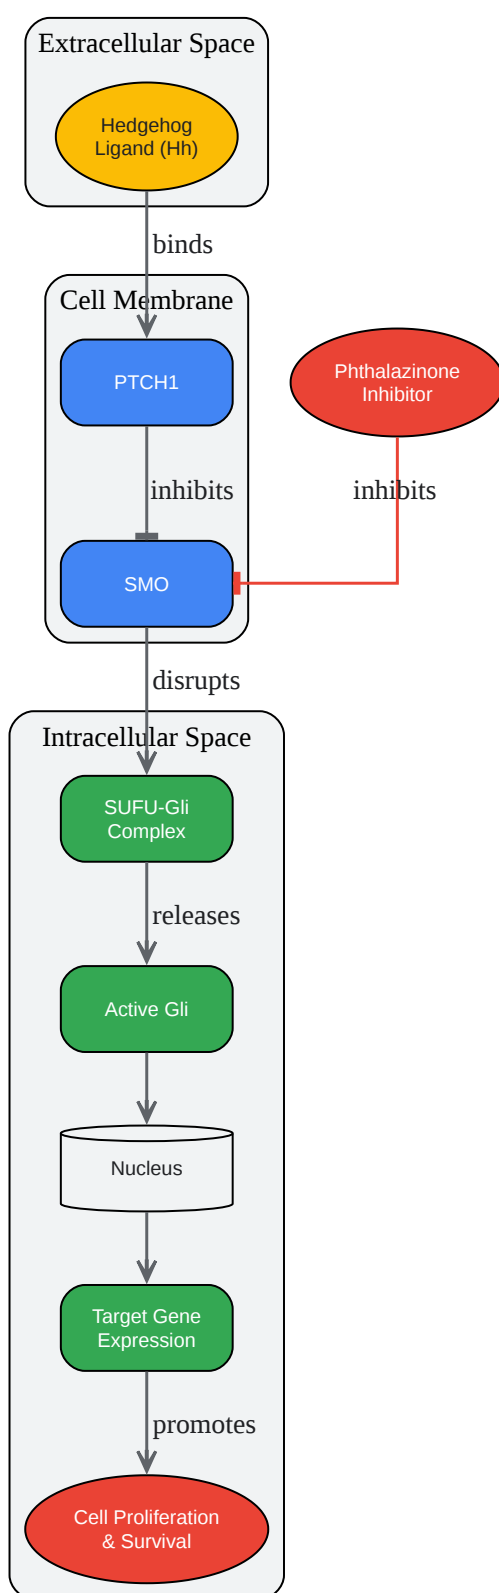 Extracellular Space
Hedgehog
Ligand (Hh)
binds
Cell Membrane
PTCH1
Phthalazinone
Inhibitor
inhibits
inhibits
SMO
disrupts
Intracellular Space
SUFU-Gli
Complex
releases
Active Gli
Nucleus
Target Gene
Expression
promotes
Cell Proliferation
& Survival